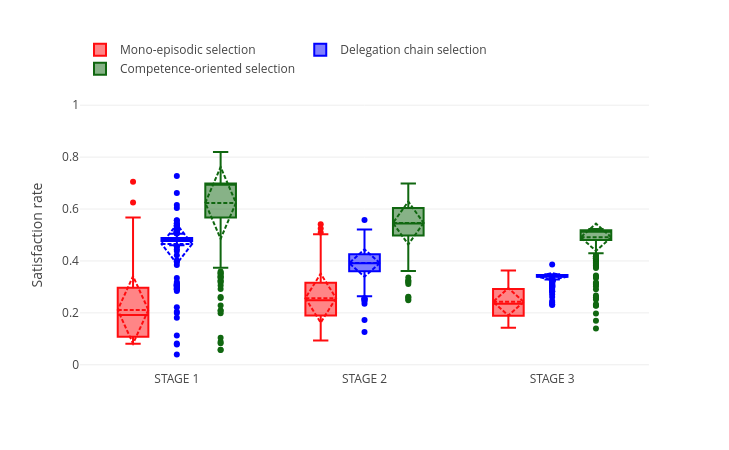 Mono-episodic selection
Delegation chain selection
Competence-oriented selection
Satisfaction rate
1
0.8
0.6
0.4
0.2
0
STAGE 1
STAGE 2
STAGE 3